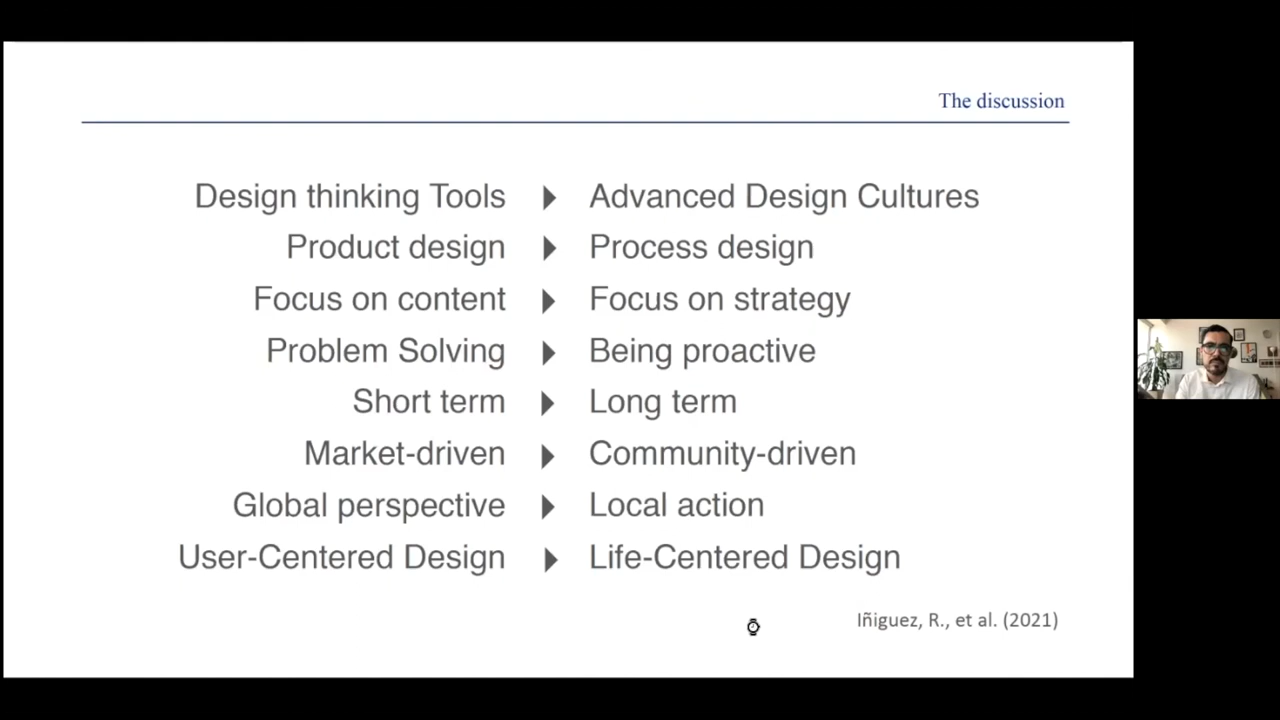 The discussion
Design thinking Tools ▶ Advanced Design Cultures
Product design ▶ Process design
Focus on content ▶ Focus on strategy
Problem Solving ▶ Being proactive
Short term ▶ Long term
Market-driven ▶ Community-driven
Global perspective ▶ Local action
User-Centered Design ▶ Life-Centered Design
Iñiguez, R., et al. (2021)